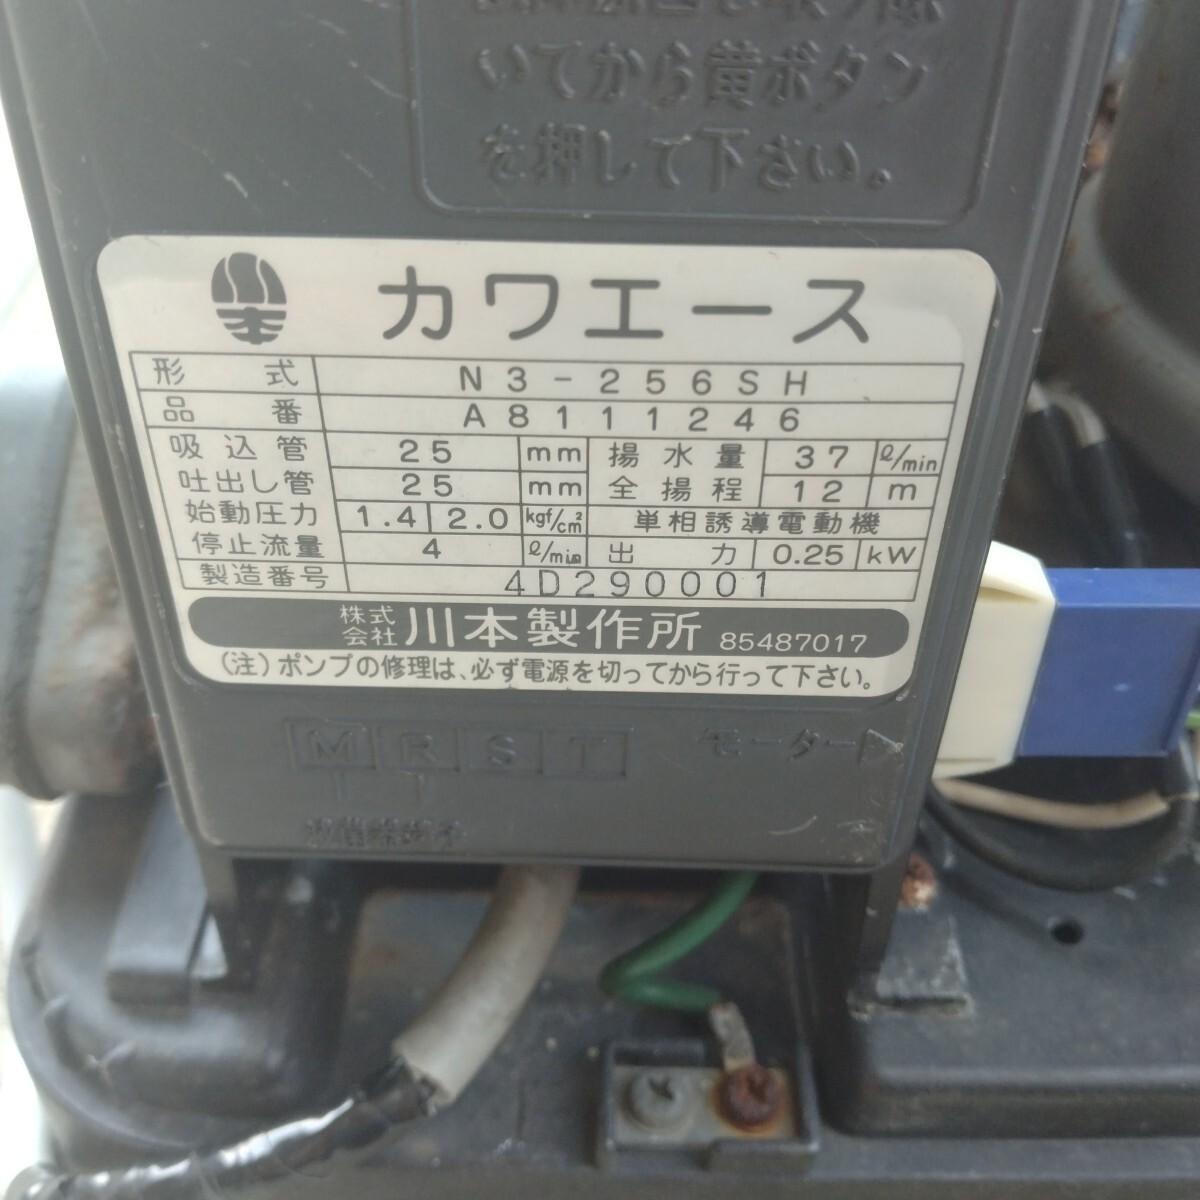 いてから黄ボタン
を押して下さい。
カワエース
形式 N3-256SH
品番 A8111246
吸込管 25 mm 揚水量 37 ℓ/min
吐出し管 25 mm 全揚程 12 m
始動圧力 1.4 2.0 kgf/cm² 単相誘導電動機
停止流量 4 ℓ/min 出力 0.25 kW
製造番号 4D290001
株式会社 川本製作所 85487017
(注)ポンプの修理は、必ず電源を切ってから行って下さい。
M R S T モーター